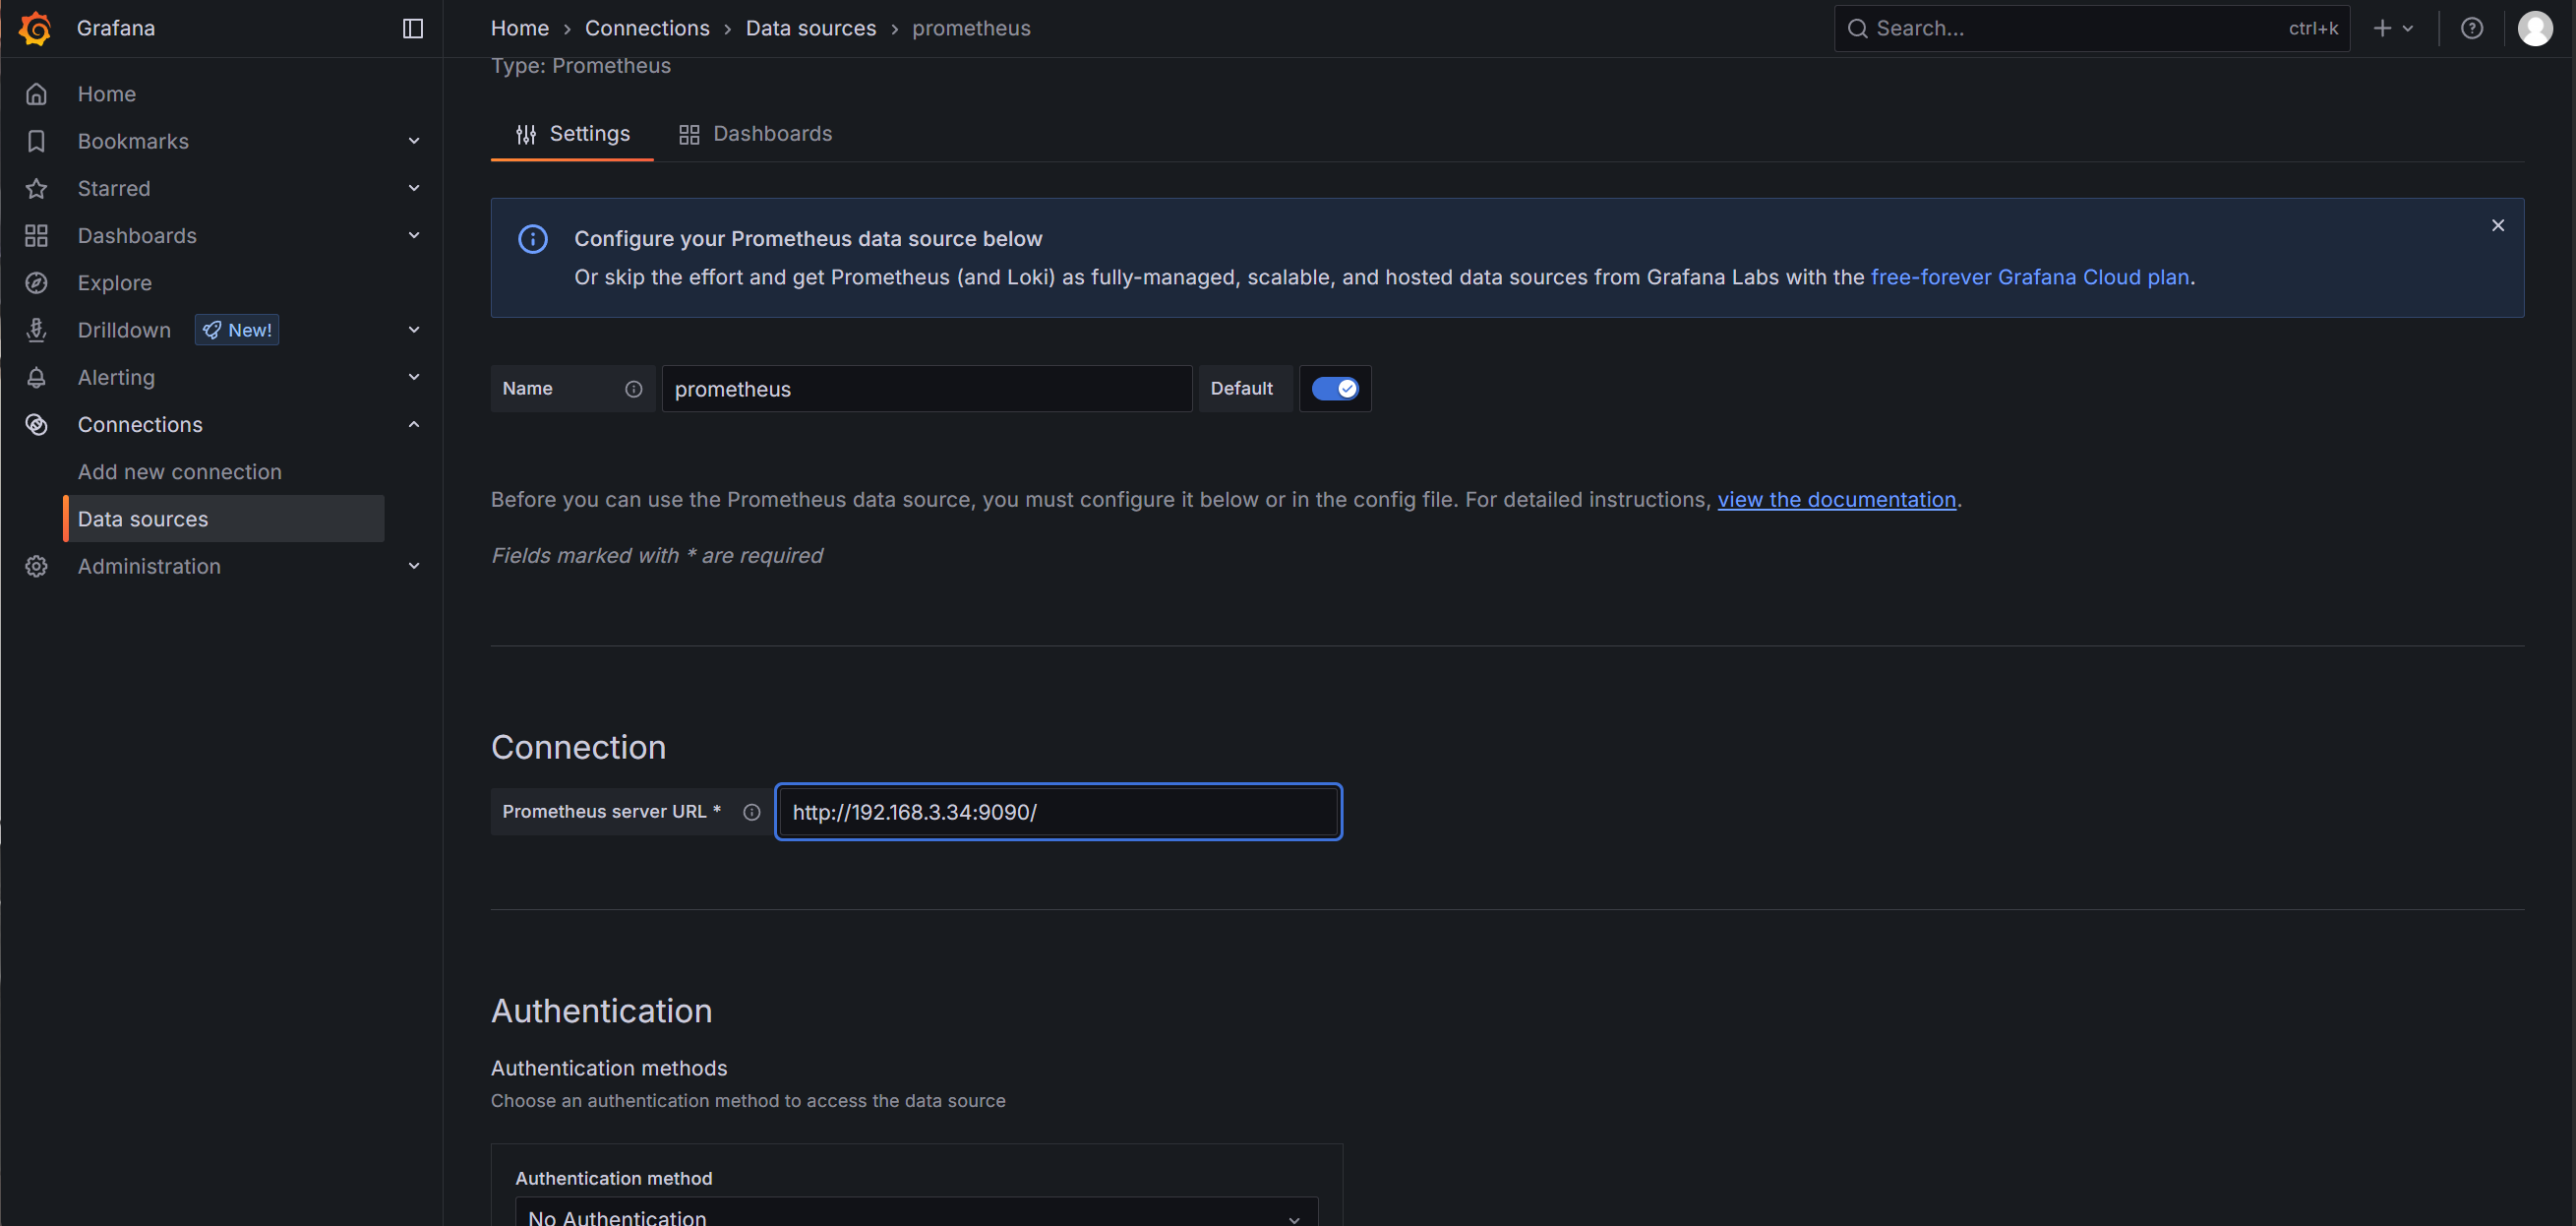 Grafana
Home › Connections › Data sources › prometheus
Search... ctrl+k
Home
Bookmarks
Starred
Dashboards
Explore
Drilldown New!
Alerting
Connections
Add new connection
Data sources
Administration
Type: Prometheus
Settings Dashboards
Configure your Prometheus data source below
Or skip the effort and get Prometheus (and Loki) as fully-managed, scalable, and hosted data sources from Grafana Labs with the free-forever Grafana Cloud plan.
Name prometheus Default
Before you can use the Prometheus data source, you must configure it below or in the config file. For detailed instructions, view the documentation.
Fields marked with * are required
Connection
Prometheus server URL * http://192.168.3.34:9090/
Authentication
Authentication methods
Choose an authentication method to access the data source
Authentication method
No Authentication